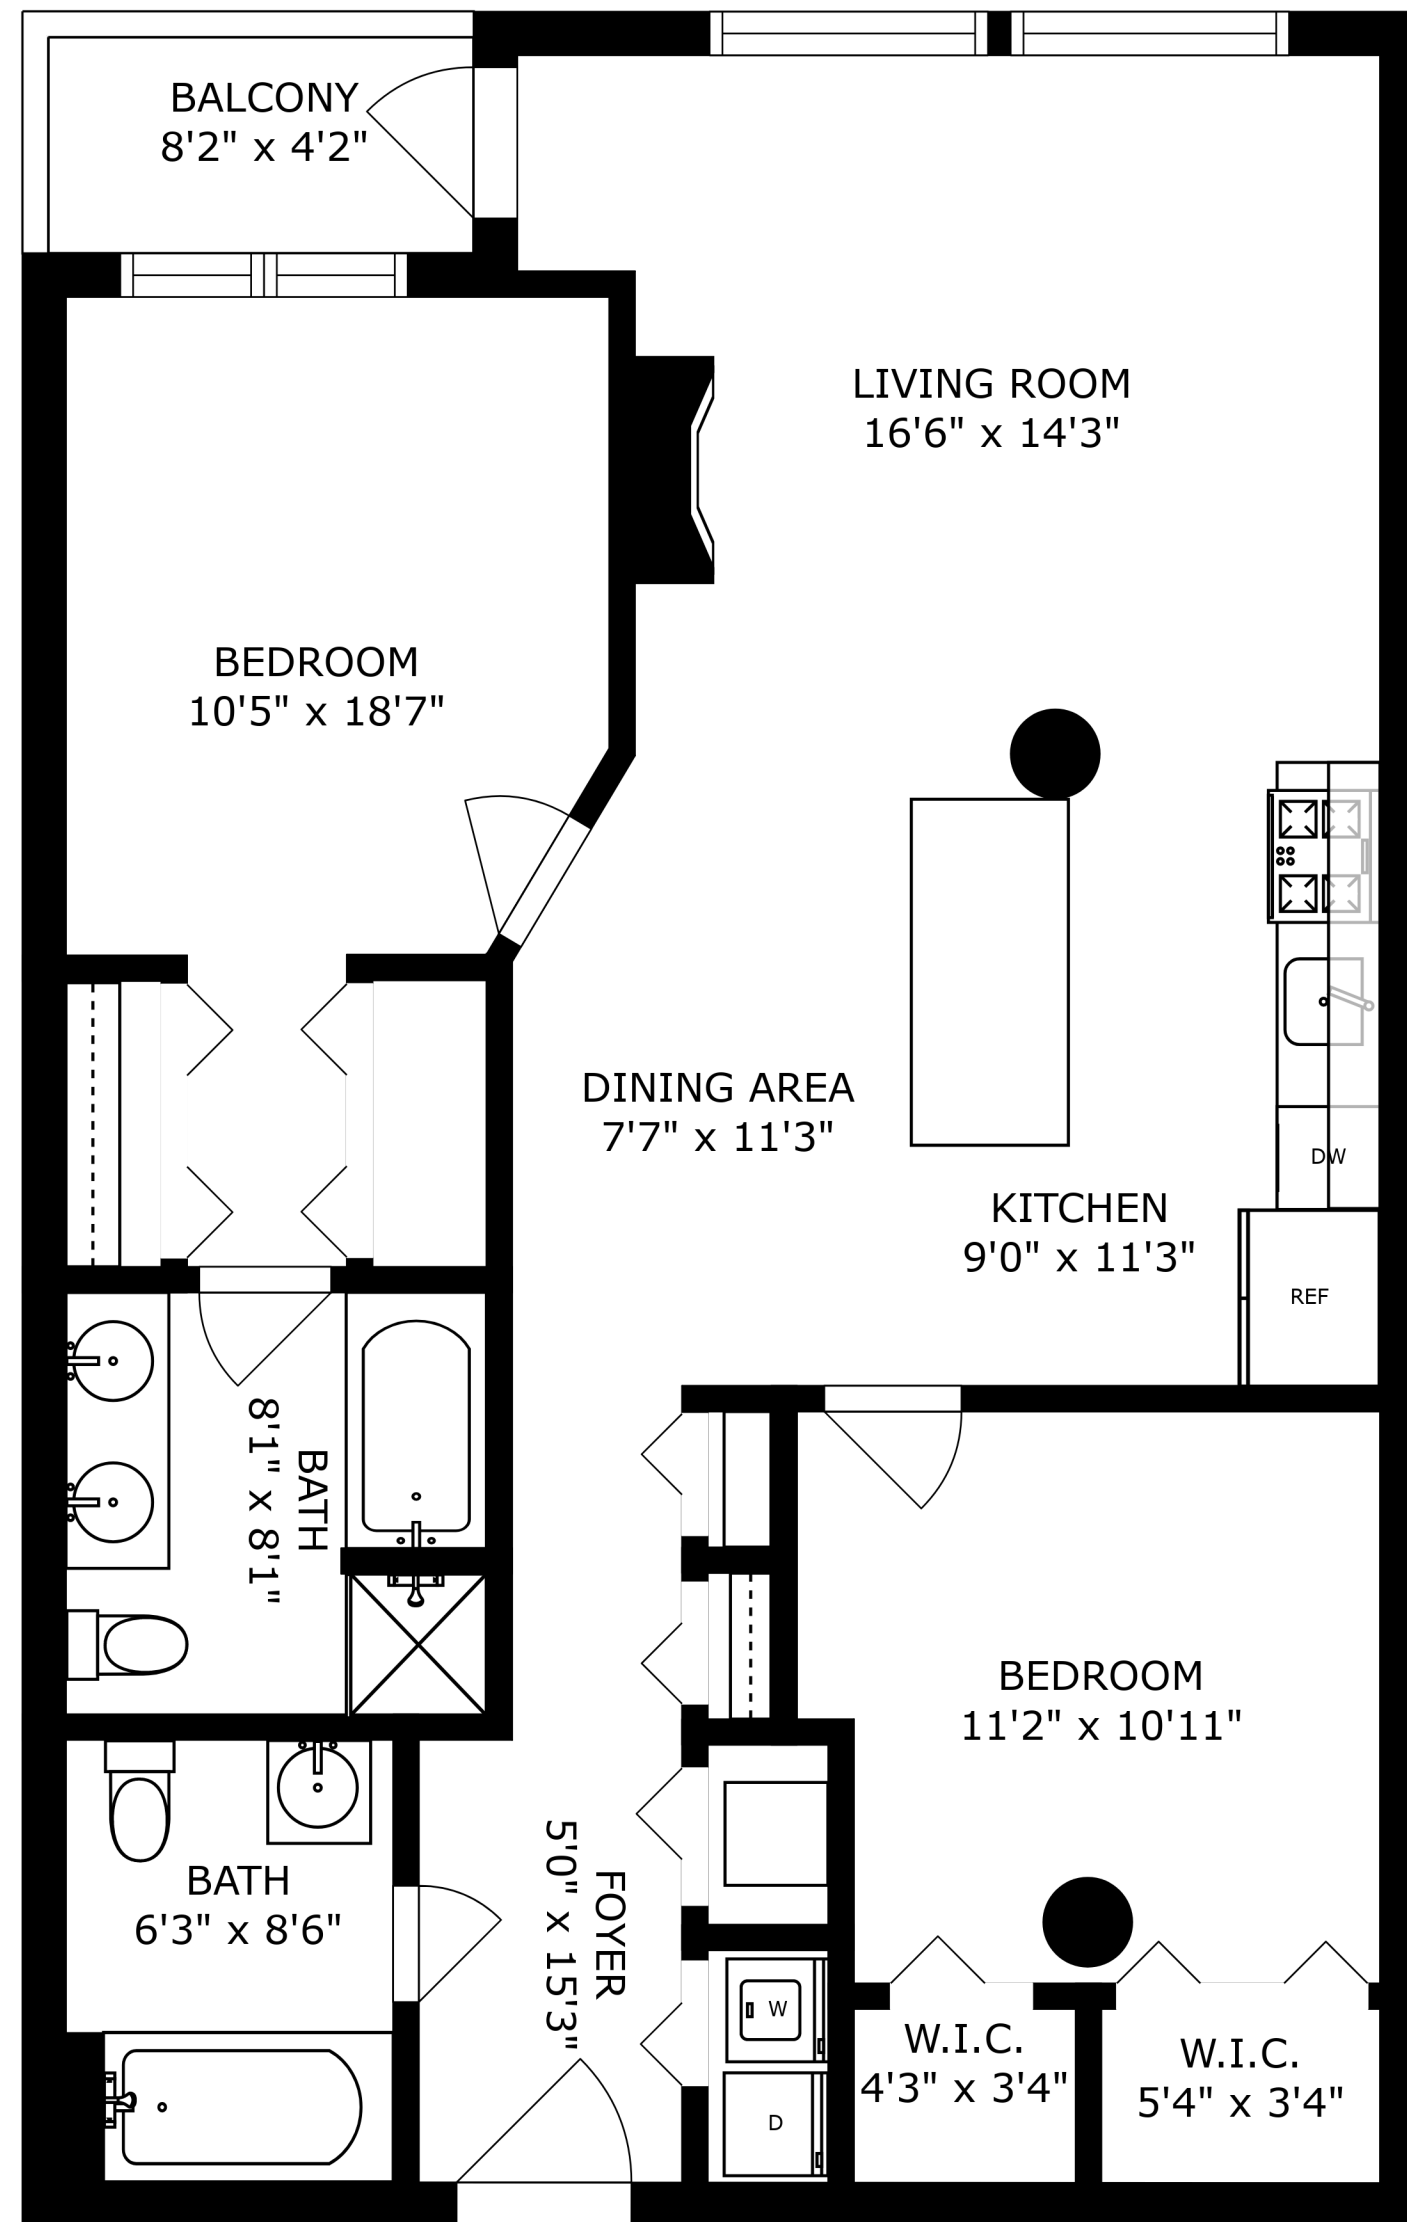 BALCONY
8'2" x 4'2"
LIVING ROOM
16'6" x 14'3"
BEDROOM
10'5" x 18'7"
DINING AREA
7'7" x 11'3"
DW
KITCHEN
9'0" x 11'3"
REF
BATH
8'1" x 8'1"
BEDROOM
11'2" x 10'11"
BATH
6'3" x 8'6"
FOYER
5'0" x 15'3"
W
D
W.I.C.
4'3" x 3'4"
W.I.C.
5'4" x 3'4"